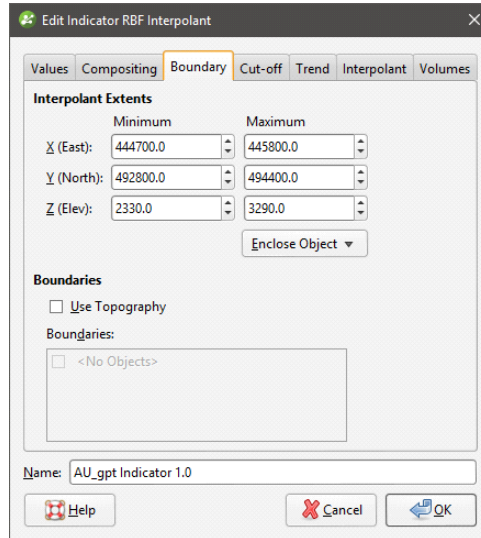 Edit Indicator RBF Interpolant
Values Compositing Boundary Cut-off Trend Interpolant Volumes
Interpolant Extents
Minimum Maximum
X (East): 444700.0 445800.0
Y (North): 492800.0 494400.0
Z (Elev): 2330.0 3290.0
Enclose Object
Boundaries
Use Topography
Boundaries:
<No Objects>
Name: AU_gpt Indicator 1.0
Help Cancel OK